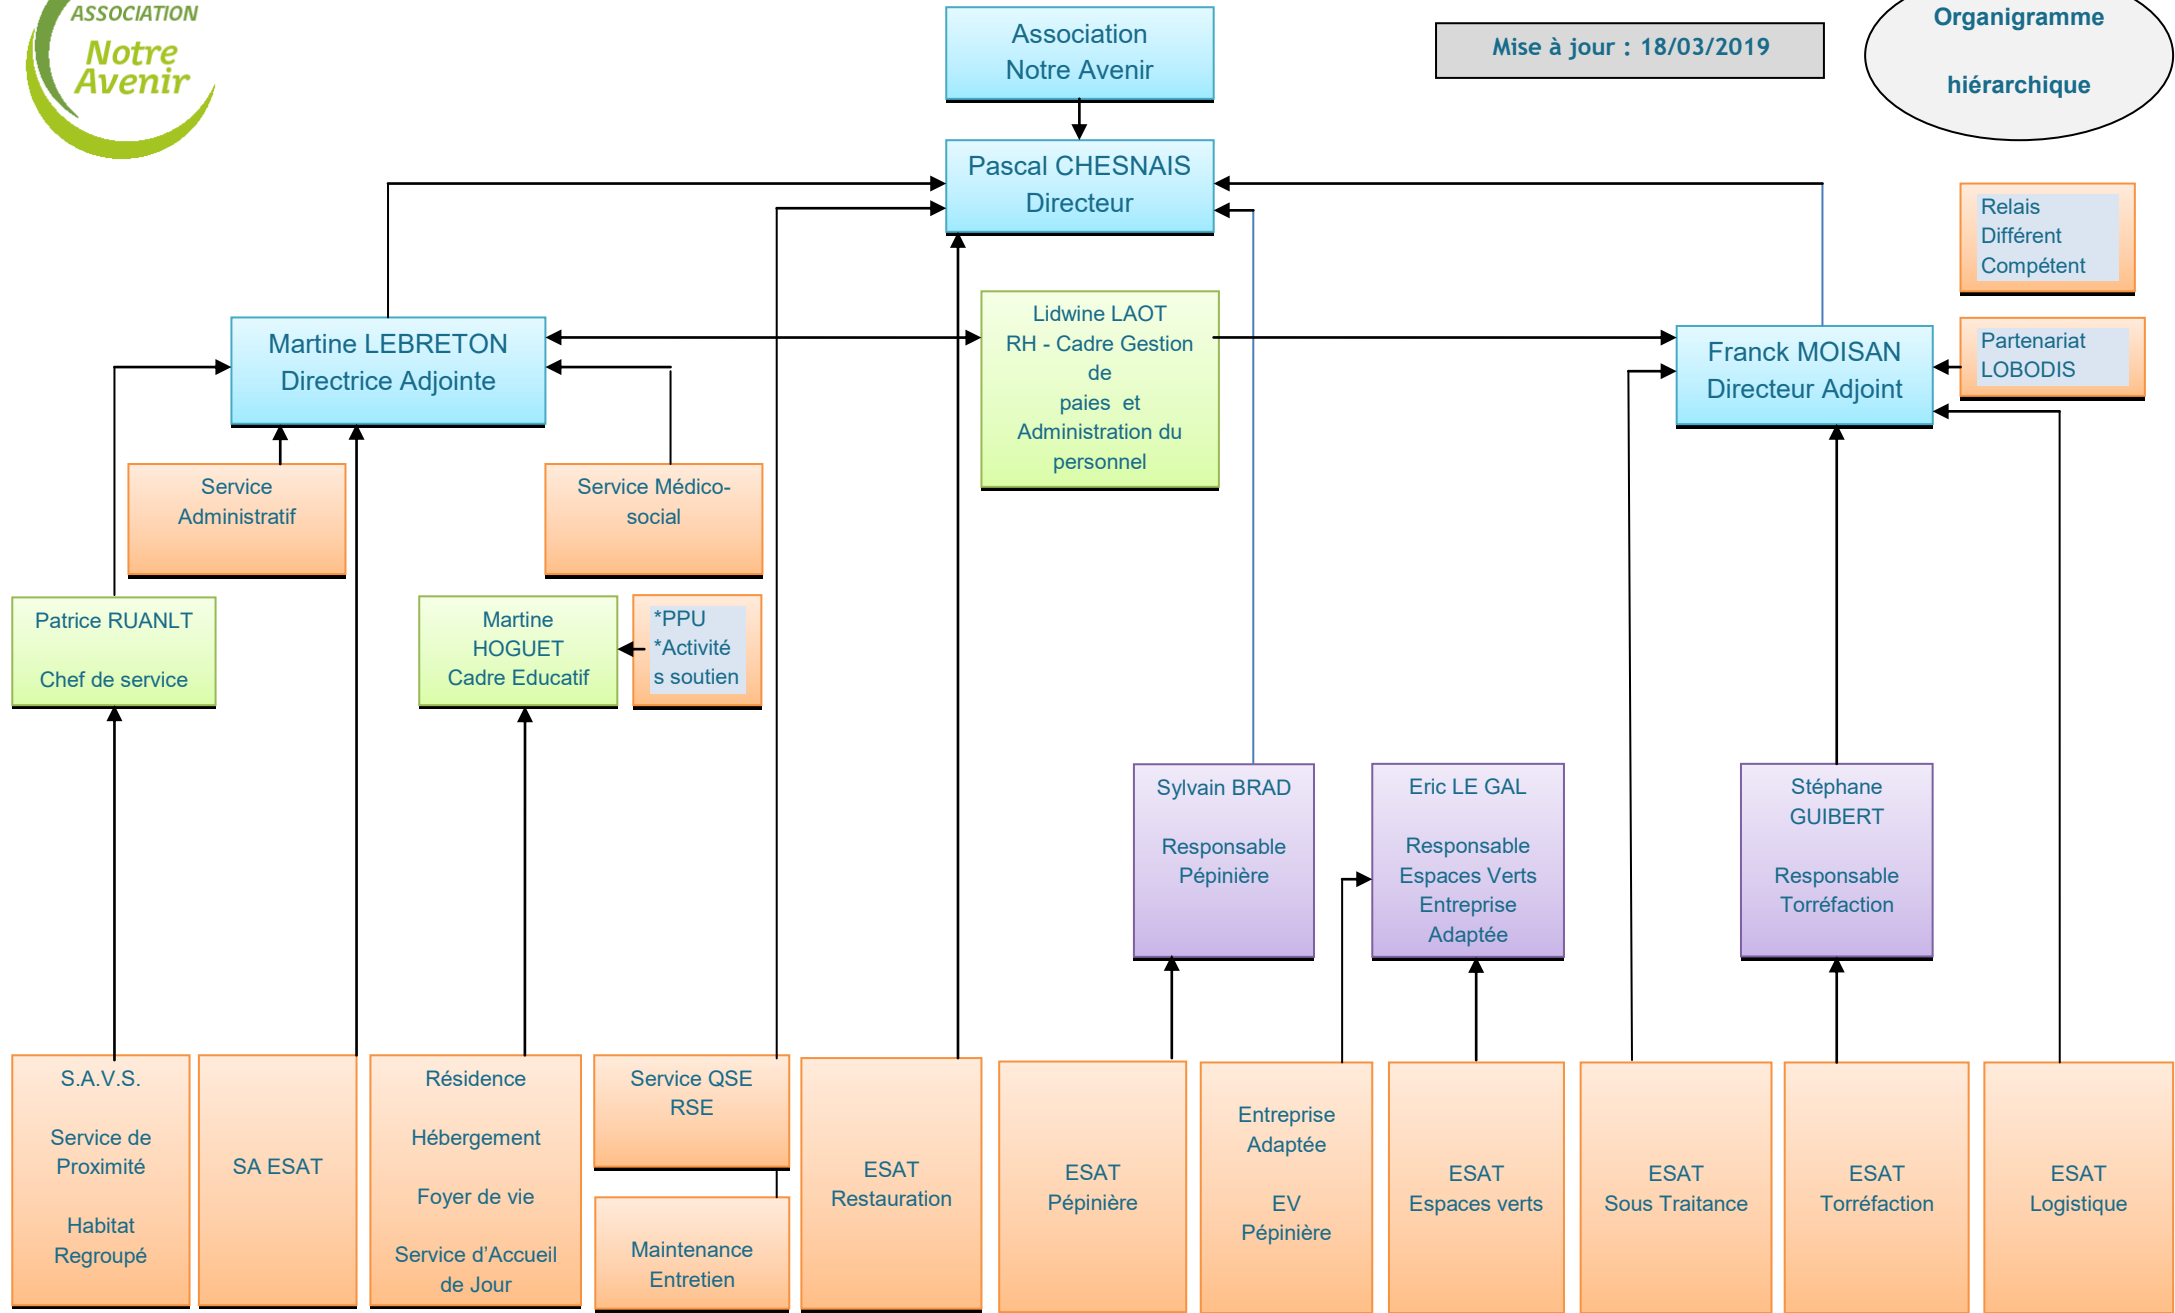 ASSOCIATION
Notre
Avenir
Association
Notre Avenir
Mise à jour : 18/03/2019
Organigramme
hiérarchique
Pascal CHESNAIS
Directeur
Relais
Différent
Compétent
Martine LEBRETON
Directrice Adjointe
Lidwine LAOT
RH - Cadre Gestion
de
paies et
Administration du
personnel
Franck MOISAN
Directeur Adjoint
Partenariat
LOBODIS
Service
Administratif
Service Médico-
social
Patrice RUANLT
Chef de service
Martine
HOGUET
Cadre Educatif
*PPU
*Activité
s soutien
Sylvain BRAD
Responsable
Pépinière
Eric LE GAL
Responsable
Espaces Verts
Entreprise
Adaptée
Stéphane
GUIBERT
Responsable
Torréfaction
S.A.V.S.
Service de
Proximité
Habitat
Regroupé
SA ESAT
Résidence
Hébergement
Foyer de vie
Service d’Accueil
de Jour
Service QSE
RSE
Maintenance
Entretien
ESAT
Restauration
ESAT
Pépinière
Entreprise
Adaptée
EV
Pépinière
ESAT
Espaces verts
ESAT
Sous Traitance
ESAT
Torréfaction
ESAT
Logistique